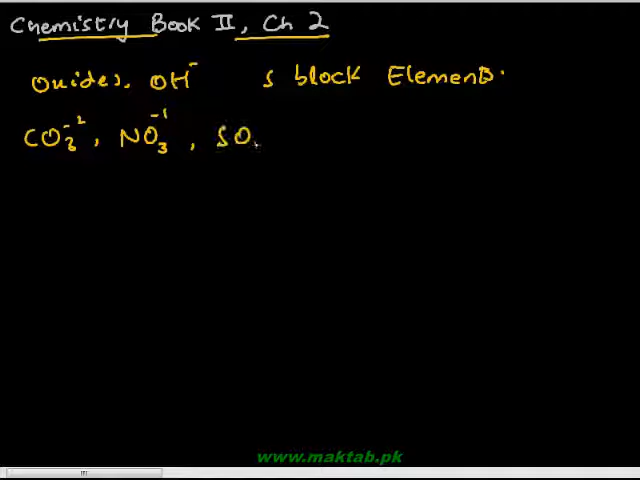 Chemistry Book II, Ch 2
Oxides, OH⁻ s block Elements.
CO₃⁻², NO₃⁻¹, SO
www.maktab.pk